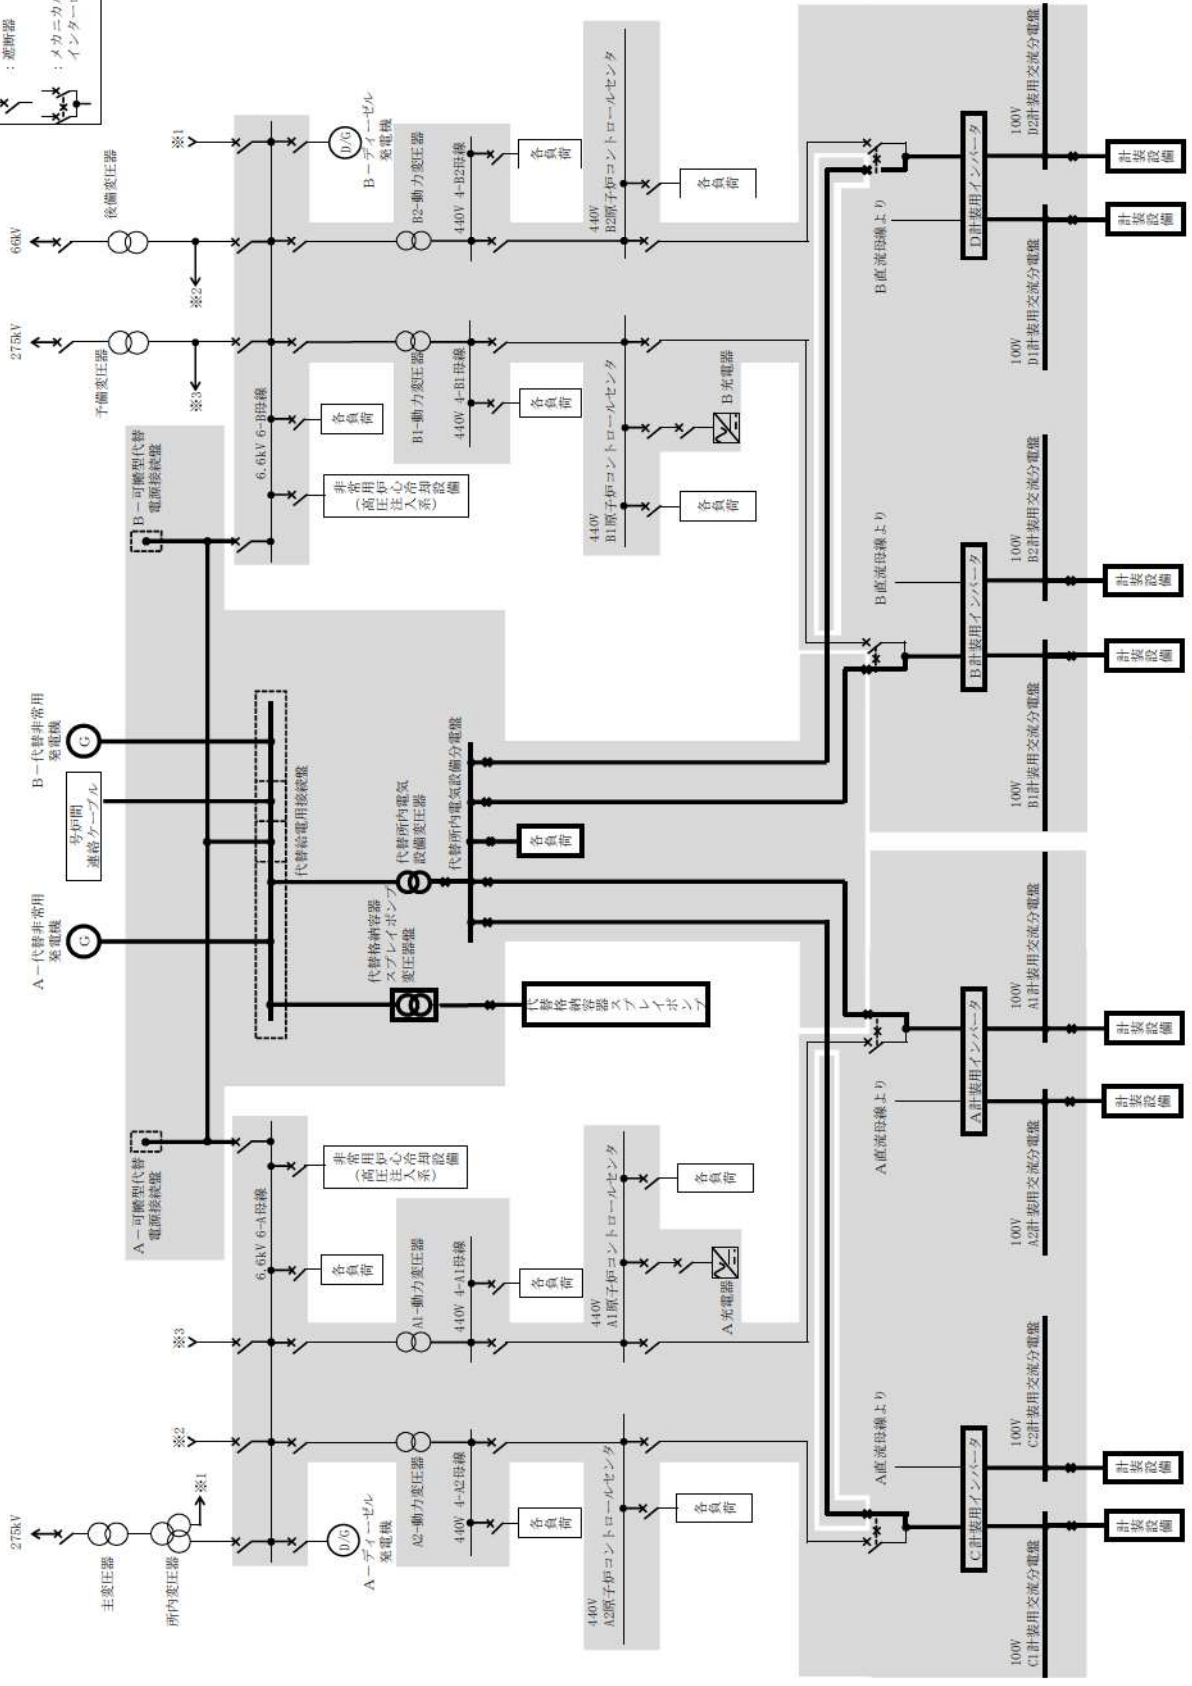 ：遮断器
：メカニカル
インターロ
275kV
主変圧器
所内変圧器
※1
※2
※3
A－ディーゼル
発電機
D/G
6.6kV 6-A母線
各負荷
非常用炉心冷却設備
（高圧注入系）
A2-動力変圧器
440V 4-A2母線
各負荷
A1-動力変圧器
440V 4-A1母線
各負荷
440V
A2原子炉コントロールセンタ
各負荷
440V
A1原子炉コントロールセンタ
各負荷
A充電器
A－可搬型代替
電源接続盤
A－代替非常用
発電機
G
号炉間
連絡ケーブル
B－代替非常用
発電機
G
代替給電用接続盤
代替格納容器
スプレイポンプ
変圧器盤
代替格納容器スプレイポンプ
代替所内電気
設備変圧器
代替所内電気設備分電盤
各負荷
B－可搬型代替
電源接続盤
275kV
予備変圧器
※3
66kV
後備変圧器
※2
※1
6.6kV 6-B母線
非常用炉心冷却設備
（高圧注入系）
各負荷
D/G
B－ディーゼル
発電機
B1-動力変圧器
440V 4-B1母線
各負荷
B2-動力変圧器
440V 4-B2母線
各負荷
440V
B1原子炉コントロールセンタ
各負荷
B充電器
440V
B2原子炉コントロールセンタ
各負荷
A直流母線より
C計装用インバータ
100V
C1計装用交流分電盤
100V
C2計装用交流分電盤
計装設備
計装設備
A直流母線より
A計装用インバータ
100V
A2計装用交流分電盤
100V
A1計装用交流分電盤
計装設備
計装設備
B直流母線より
B計装用インバータ
100V
B1計装用交流分電盤
100V
B2計装用交流分電盤
計装設備
計装設備
B直流母線より
D計装用インバータ
100V
D1計装用交流分電盤
100V
D2計装用交流分電盤
計装設備
計装設備